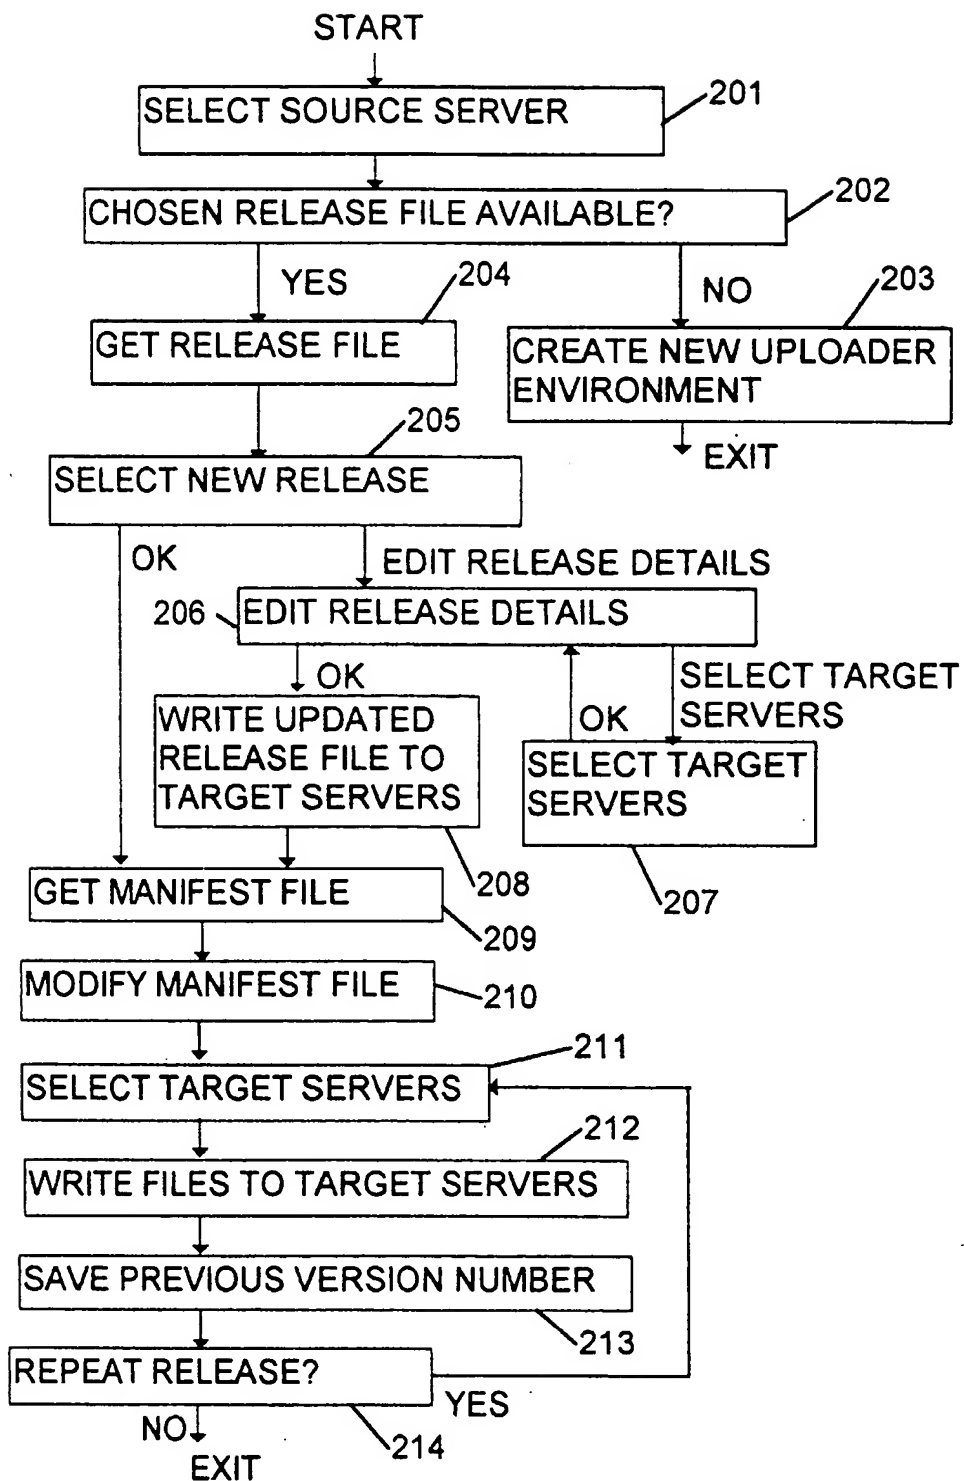 START
SELECT SOURCE SERVER
201
CHOSEN RELEASE FILE AVAILABLE?
202
YES
204
NO
203
GET RELEASE FILE
CREATE NEW UPLOADER
ENVIRONMENT
205
EXIT
SELECT NEW RELEASE
OK
EDIT RELEASE DETAILS
206
EDIT RELEASE DETAILS
OK
SELECT TARGET
SERVERS
OK
WRITE UPDATED
RELEASE FILE TO
TARGET SERVERS
SELECT TARGET
SERVERS
208
207
GET MANIFEST FILE
209
MODIFY MANIFEST FILE
210
211
SELECT TARGET SERVERS
212
WRITE FILES TO TARGET SERVERS
SAVE PREVIOUS VERSION NUMBER
213
REPEAT RELEASE?
YES
NO
214
EXIT